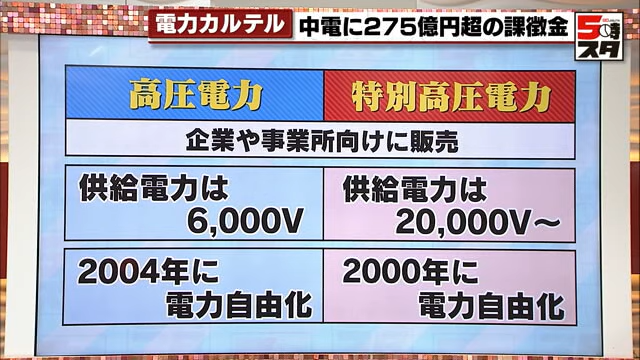 電力カルテル 中電に275億円超の課徴金
5時
スタ
高圧電力 特別高圧電力
企業や事業所向けに販売
供給電力は 供給電力は
6,000V 20,000V～
2004年に 2000年に
電力自由化 電力自由化